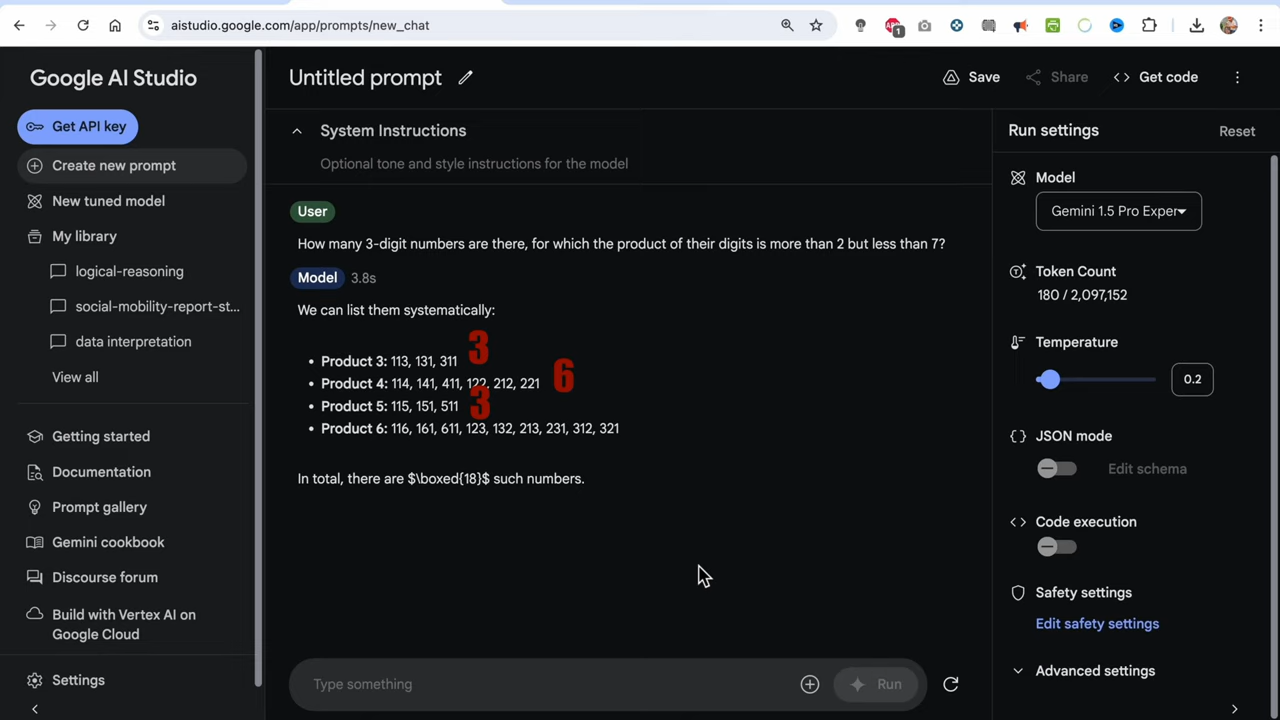 aistudio.google.com/app/prompts/new_chat
1
Google AI Studio
Get API key
Create new prompt
New tuned model
My library
logical-reasoning
social-mobility-report-st...
data interpretation
View all
Getting started
Documentation
Prompt gallery
Gemini cookbook
Discourse forum
Build with Vertex AI on
Google Cloud
Settings
Untitled prompt
Save
Share
Get code
System Instructions
Optional tone and style instructions for the model
User
How many 3-digit numbers are there, for which the product of their digits is more than 2 but less than 7?
Model 3.8s
We can list them systematically:
• Product 3: 113, 131, 311 3
• Product 4: 114, 141, 411, 122, 212, 221 6
• Product 5: 115, 151, 511 3
• Product 6: 116, 161, 611, 123, 132, 213, 231, 312, 321
In total, there are $\boxed{18}$ such numbers.
Type something
Run
Run settings
Reset
Model
Gemini 1.5 Pro Exper
Token Count
180 / 2,097,152
Temperature
0.2
JSON mode
Edit schema
Code execution
Safety settings
Edit safety settings
Advanced settings